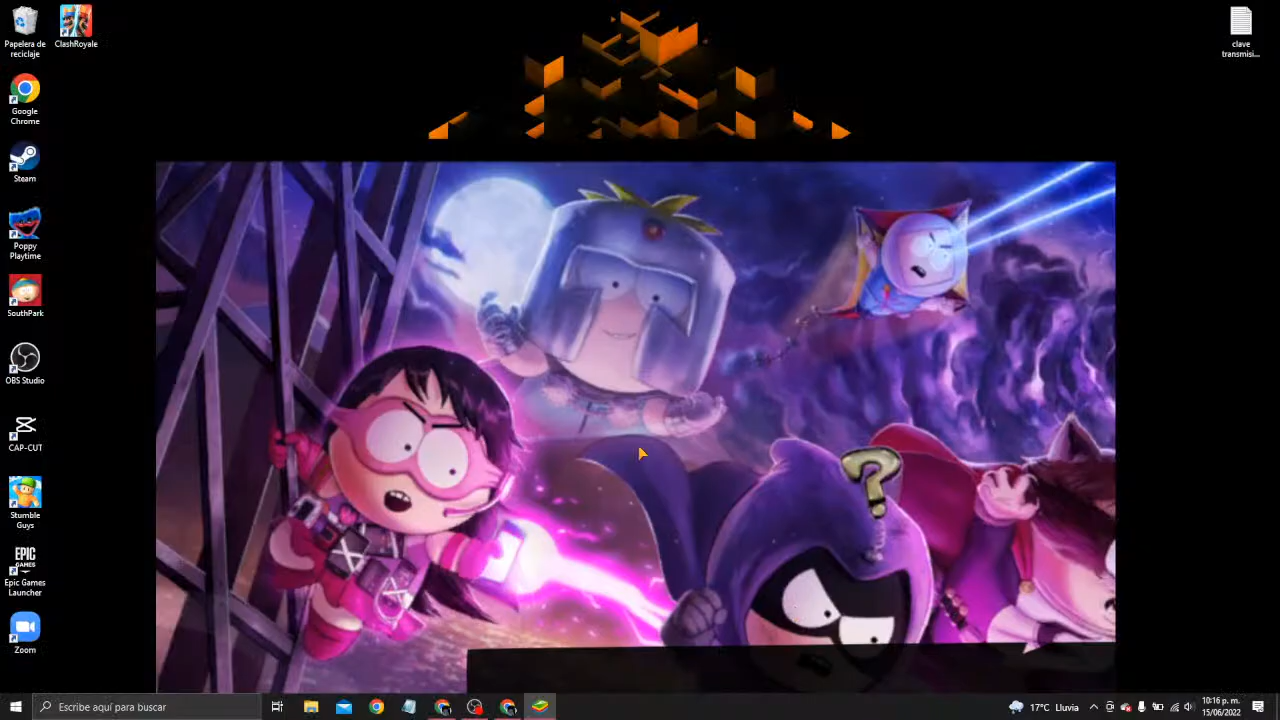 Papelera de
reciclaje
ClashRoyale
clave
transmisi...
Google
Chrome
Steam
Poppy
Playtime
SouthPark
OBS Studio
CAP-CUT
Stumble
Guys
EPIC
GAMES
Epic Games
Launcher
Zoom
?
Escribe aquí para buscar
17°C Lluvia
10:16 p. m.
15/06/2022